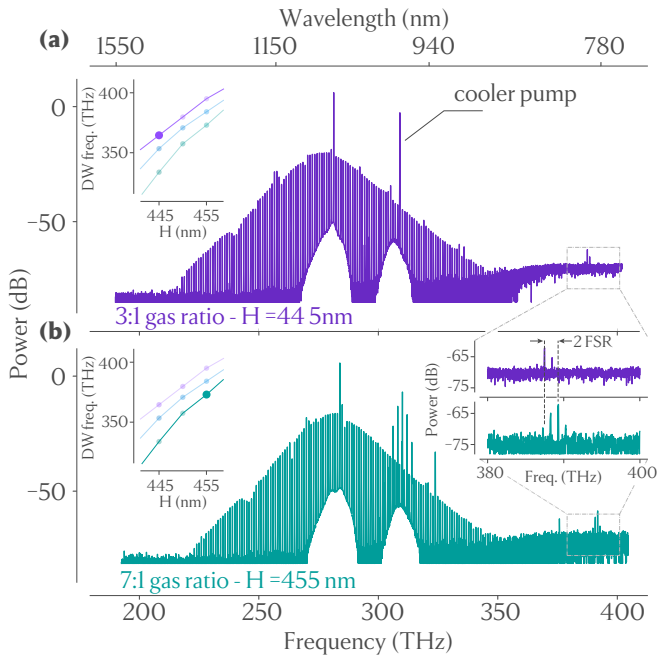 Wavelength (nm)
(a)
1550 1150 940 780
cooler pump
0
−50
DW freq. (THz)
400
350
445 455
H (nm)
3:1 gas ratio - H =44 5nm
Power (dB)
(b)
0
−50
DW freq. (THz)
400
350
445 455
H (nm)
7:1 gas ratio - H =455 nm
2 FSR
Power (dB)
-65
-75
-65
-75
380 400
Freq. (THz)
200 250 300 350 400
Frequency (THz)